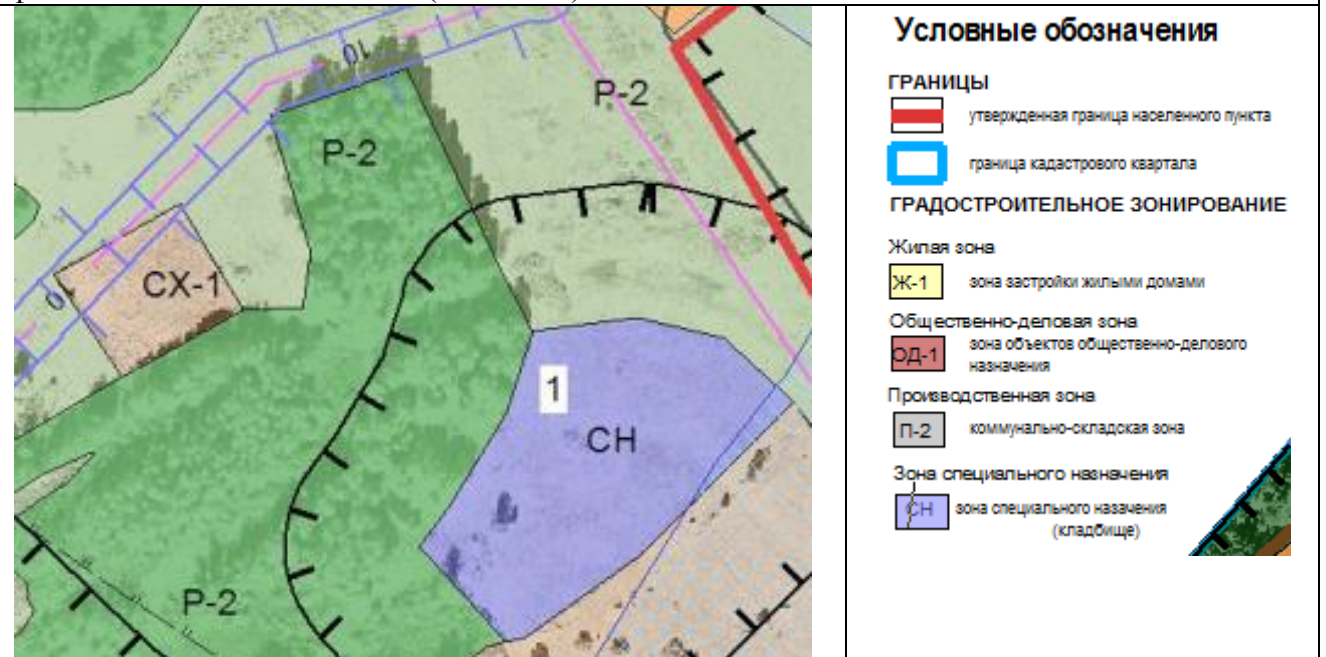 10
Р-2
Р-2
СХ-1
10
1
СН
Р-2
Условные обозначения
ГРАНИЦЫ
утвержденная граница населенного пункта
граница кадастрового квартала
ГРАДОСТРОИТЕЛЬНОЕ ЗОНИРОВАНИЕ
Жилая зона
Ж-1 зона застройки жилыми домами
Общественно-деловая зона
ОД-1 зона объектов общественно-делового
назначения
Производственная зона
П-2 коммунально-складская зона
Зона специального назначения
СН зона специального назачения
(кладбище)